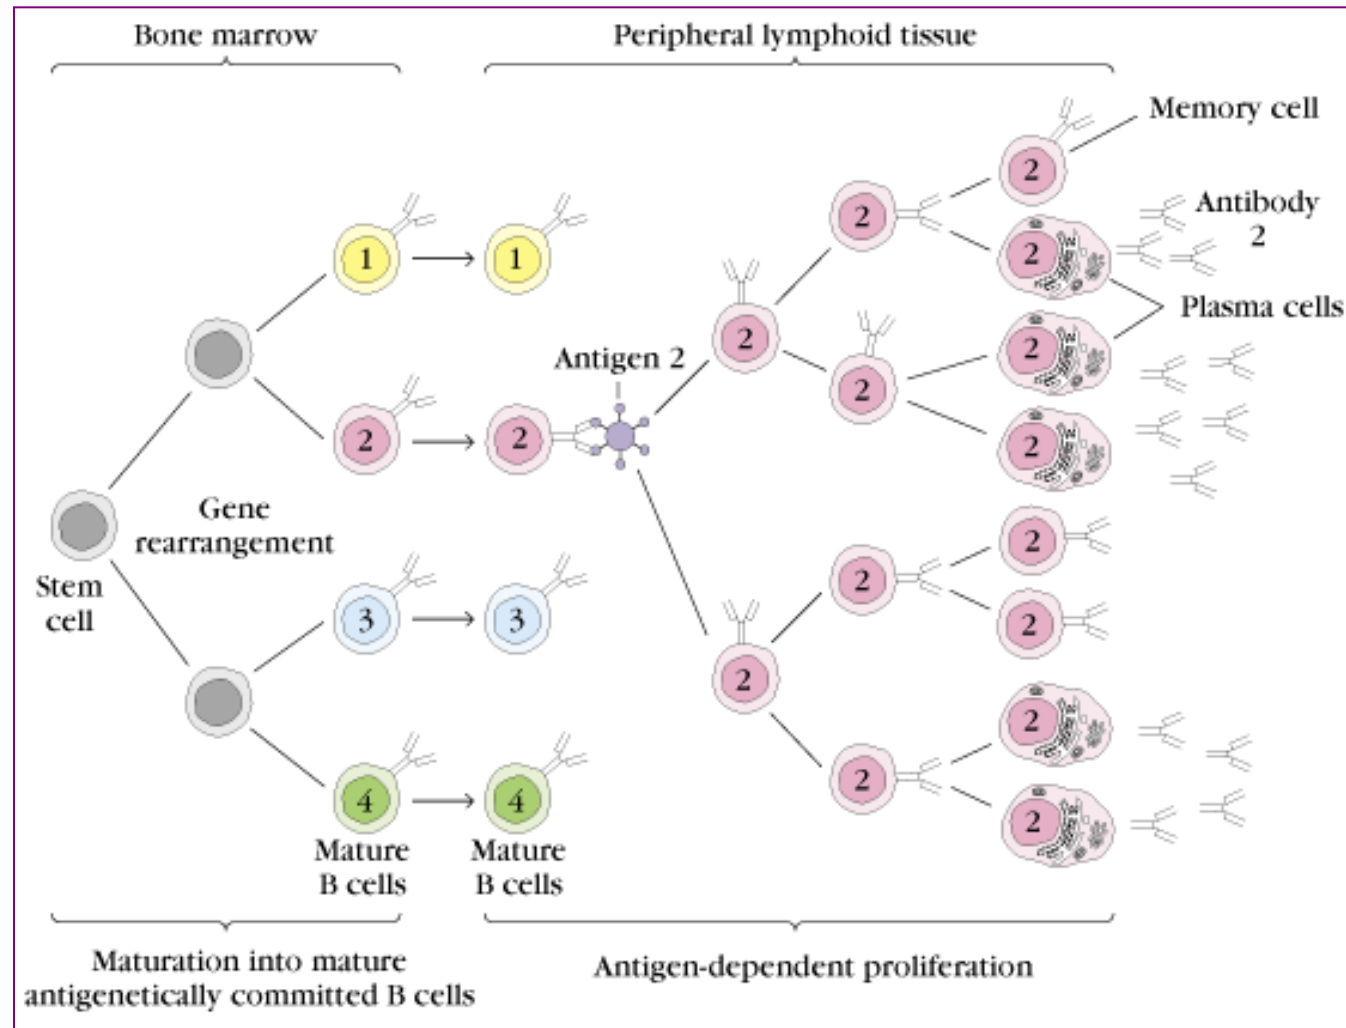 Bone marrow
Peripheral lymphoid tissue
Memory cell
2
Antibody
2
2
1
1
2
2
Plasma cells
2
2
Antigen 2
2
2
2
2
Gene
rearrangement
Stem
cell
2
2
2
3
3
2
2
2
4
4
2
Mature
B cells
Mature
B cells
Maturation into mature
antigenetically committed B cells
Antigen-dependent proliferation